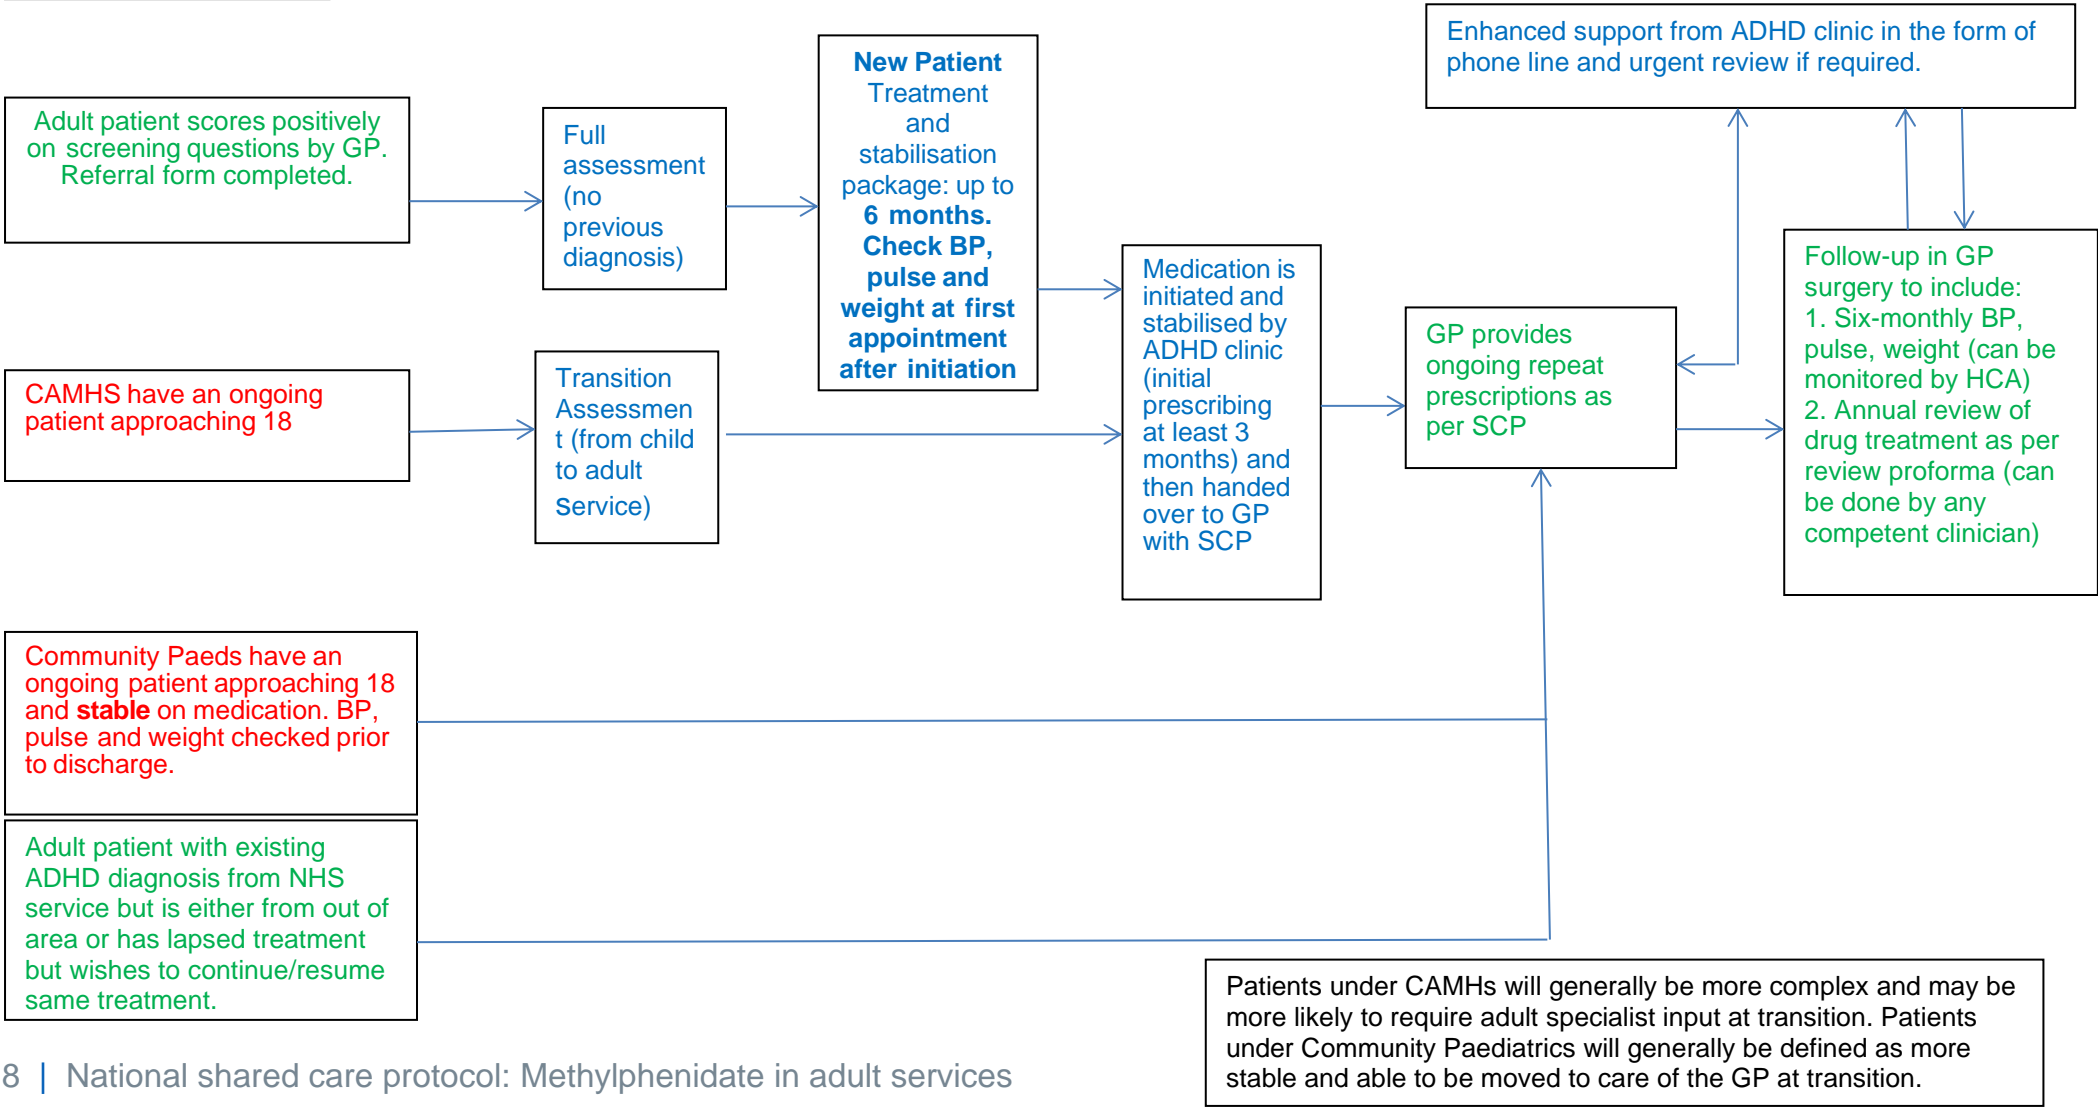 Adult patient scores positively
on screening questions by GP.
Referral form completed.
Full
assessment
(no
previous
diagnosis)
New Patient
Treatment
and
stabilisation
package: up to
6 months.
Check BP,
pulse and
weight at first
appointment
after initiation
Enhanced support from ADHD clinic in the form of
phone line and urgent review if required.
CAMHS have an ongoing
patient approaching 18
Transition
Assessmen
t (from child
to adult
Service)
Medication is
initiated and
stabilised by
ADHD clinic
(initial
prescribing
at least 3
months) and
then handed
over to GP
with SCP
GP provides
ongoing repeat
prescriptions as
per SCP
Follow-up in GP
surgery to include:
1. Six-monthly BP,
pulse, weight (can be
monitored by HCA)
2. Annual review of
drug treatment as per
review proforma (can
be done by any
competent clinician)
Community Paeds have an
ongoing patient approaching 18
and stable on medication. BP,
pulse and weight checked prior
to discharge.
Adult patient with existing
ADHD diagnosis from NHS
service but is either from out of
area or has lapsed treatment
but wishes to continue/resume
same treatment.
Patients under CAMHs will generally be more complex and may be
more likely to require adult specialist input at transition. Patients
under Community Paediatrics will generally be defined as more
stable and able to be moved to care of the GP at transition.
8 | National shared care protocol: Methylphenidate in adult services